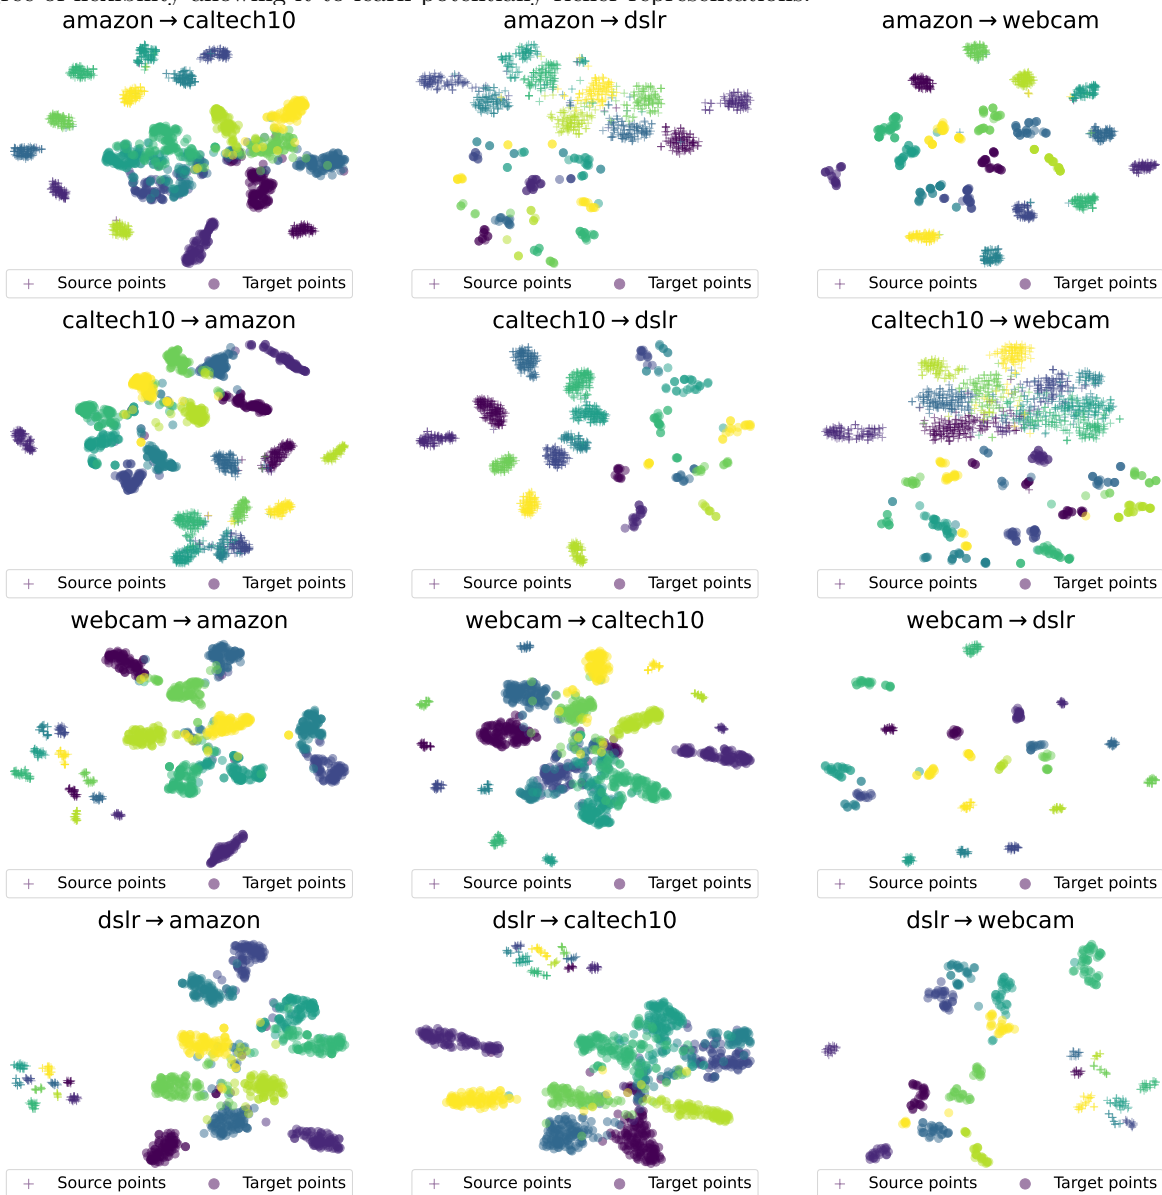 amazon→caltech10 amazon→dslr amazon→webcam
+ Source points Target points + Source points Target points + Source points Target points
caltech10→amazon caltech10→dslr caltech10→webcam
+ Source points Target points + Source points Target points + Source points Target points
webcam→amazon webcam→caltech10 webcam→dslr
+ Source points Target points + Source points Target points + Source points Target points
dslr→amazon dslr→caltech10 dslr→webcam
+ Source points Target points + Source points Target points + Source points Target points